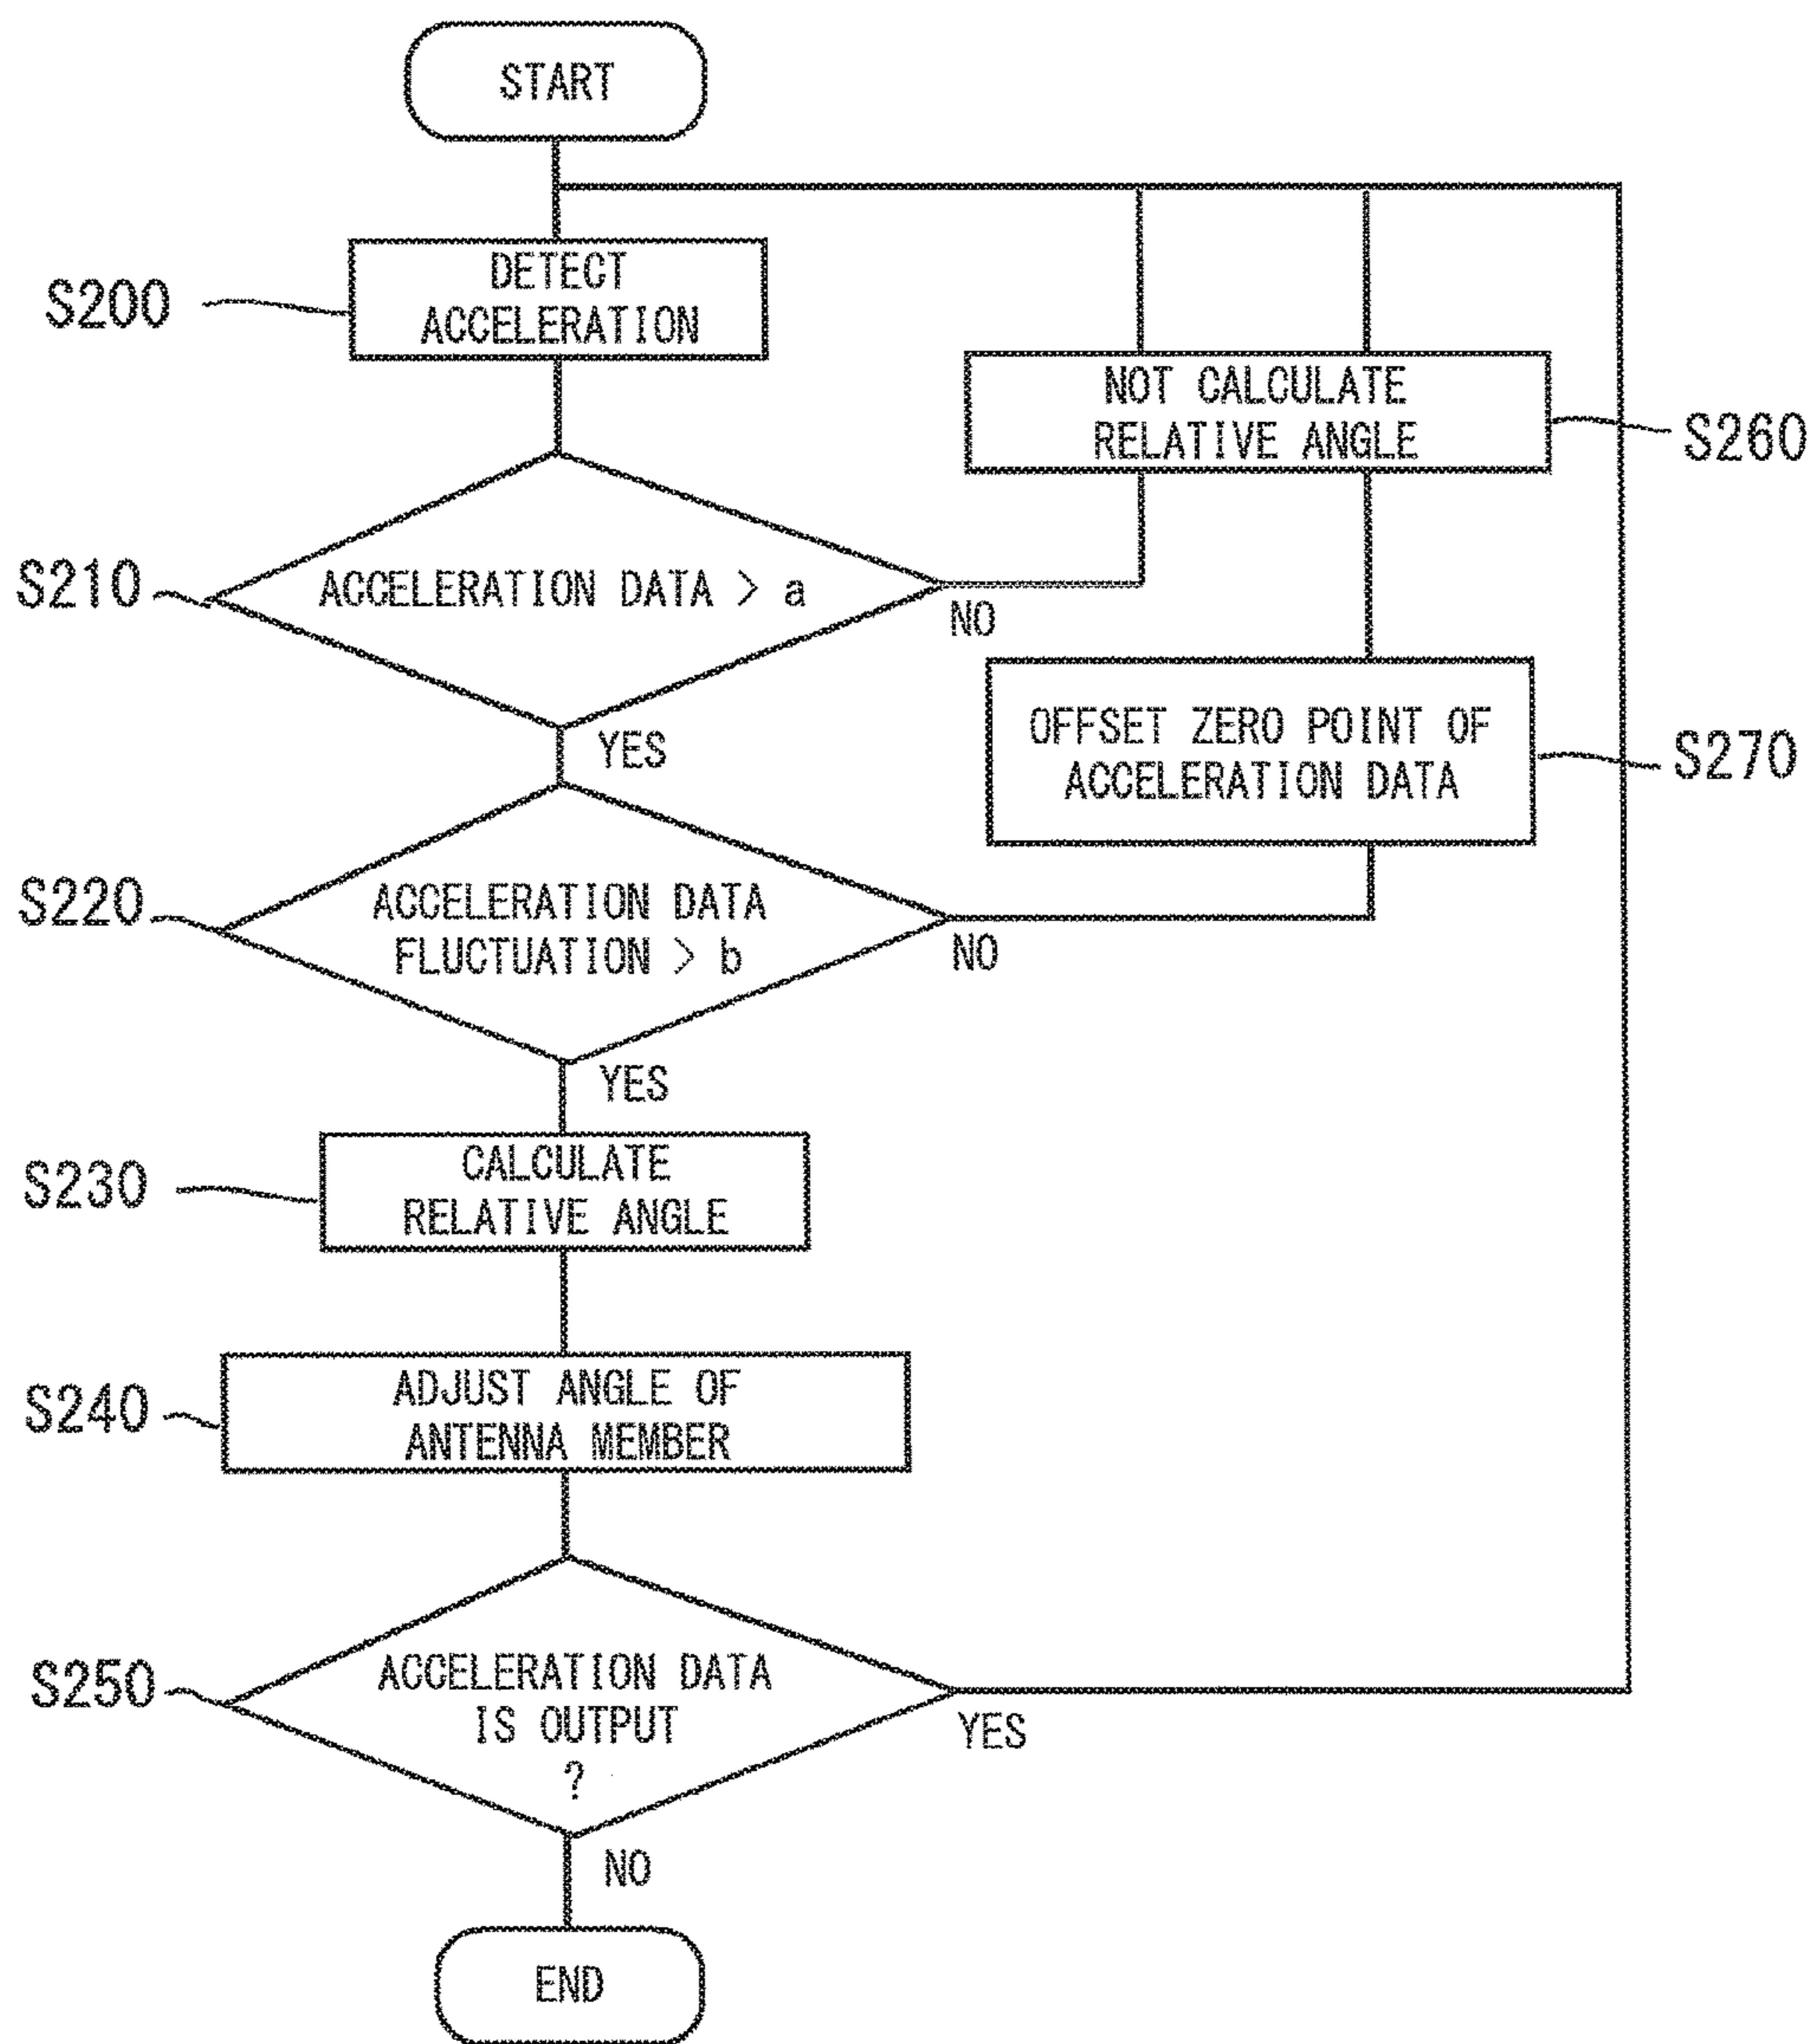 START
S200
DETECT
ACCELERATION
NOT CALCULATE
RELATIVE ANGLE
S260
S210
ACCELERATION DATA > a
NO
YES
OFFSET ZERO POINT OF
ACCELERATION DATA
S270
S220
ACCELERATION DATA
FLUCTUATION > b
NO
YES
S230
CALCULATE
RELATIVE ANGLE
S240
ADJUST ANGLE OF
ANTENNA MEMBER
S250
ACCELERATION DATA
IS OUTPUT
?
YES
NO
END